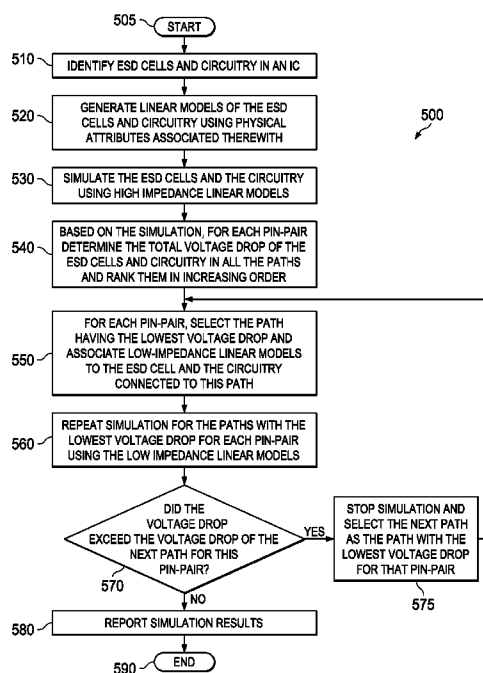 505
START
510
IDENTIFY ESD CELLS AND CIRCUITRY IN AN IC
520
GENERATE LINEAR MODELS OF THE ESD
CELLS AND CIRCUITRY USING PHYSICAL
ATTRIBUTES ASSOCIATED THEREWITH
500
530
SIMULATE THE ESD CELLS AND THE CIRCUITRY
USING HIGH IMPEDANCE LINEAR MODELS
540
BASED ON THE SIMULATION, FOR EACH PIN-PAIR
DETERMINE THE TOTAL VOLTAGE DROP OF THE
ESD CELLS AND CIRCUITRY IN ALL THE PATHS
AND RANK THEM IN INCREASING ORDER
550
FOR EACH PIN-PAIR, SELECT THE PATH
HAVING THE LOWEST VOLTAGE DROP AND
ASSOCIATE LOW-IMPEDANCE LINEAR MODELS
TO THE ESD CELL AND THE CIRCUITRY
CONNECTED TO THIS PATH
560
REPEAT SIMULATION FOR THE PATHS WITH THE
LOWEST VOLTAGE DROP FOR EACH PIN-PAIR
USING THE LOW IMPEDANCE LINEAR MODELS
DID THE
VOLTAGE DROP
EXCEED THE VOLTAGE DROP OF THE
NEXT PATH FOR THIS
PIN-PAIR?
570
YES
STOP SIMULATION AND
SELECT THE NEXT PATH
AS THE PATH WITH THE
LOWEST VOLTAGE DROP
FOR THAT PIN-PAIR
575
NO
580
REPORT SIMULATION RESULTS
590
END